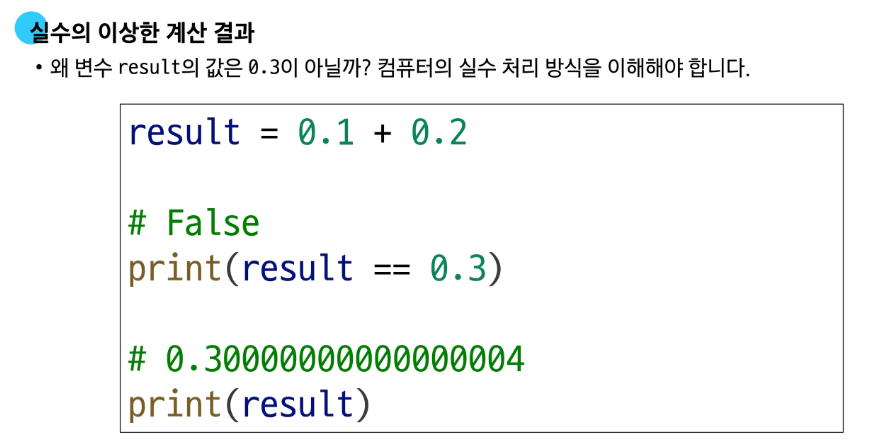 실수의 이상한 계산 결과
• 왜 변수 result의 값은 0.3이 아닐까? 컴퓨터의 실수 처리 방식을 이해해야 합니다.
result = 0.1 + 0.2
# False
print(result == 0.3)
# 0.30000000000000004
print(result)